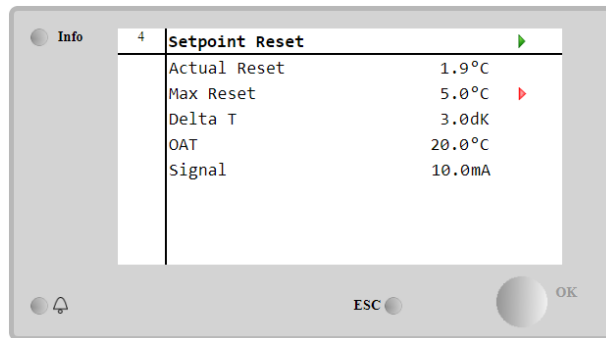 Info
4 Setpoint Reset
Actual Reset 1.9°C
Max Reset 5.0°C
Delta T 3.0dK
OAT 20.0°C
Signal 10.0mA
ESC OK